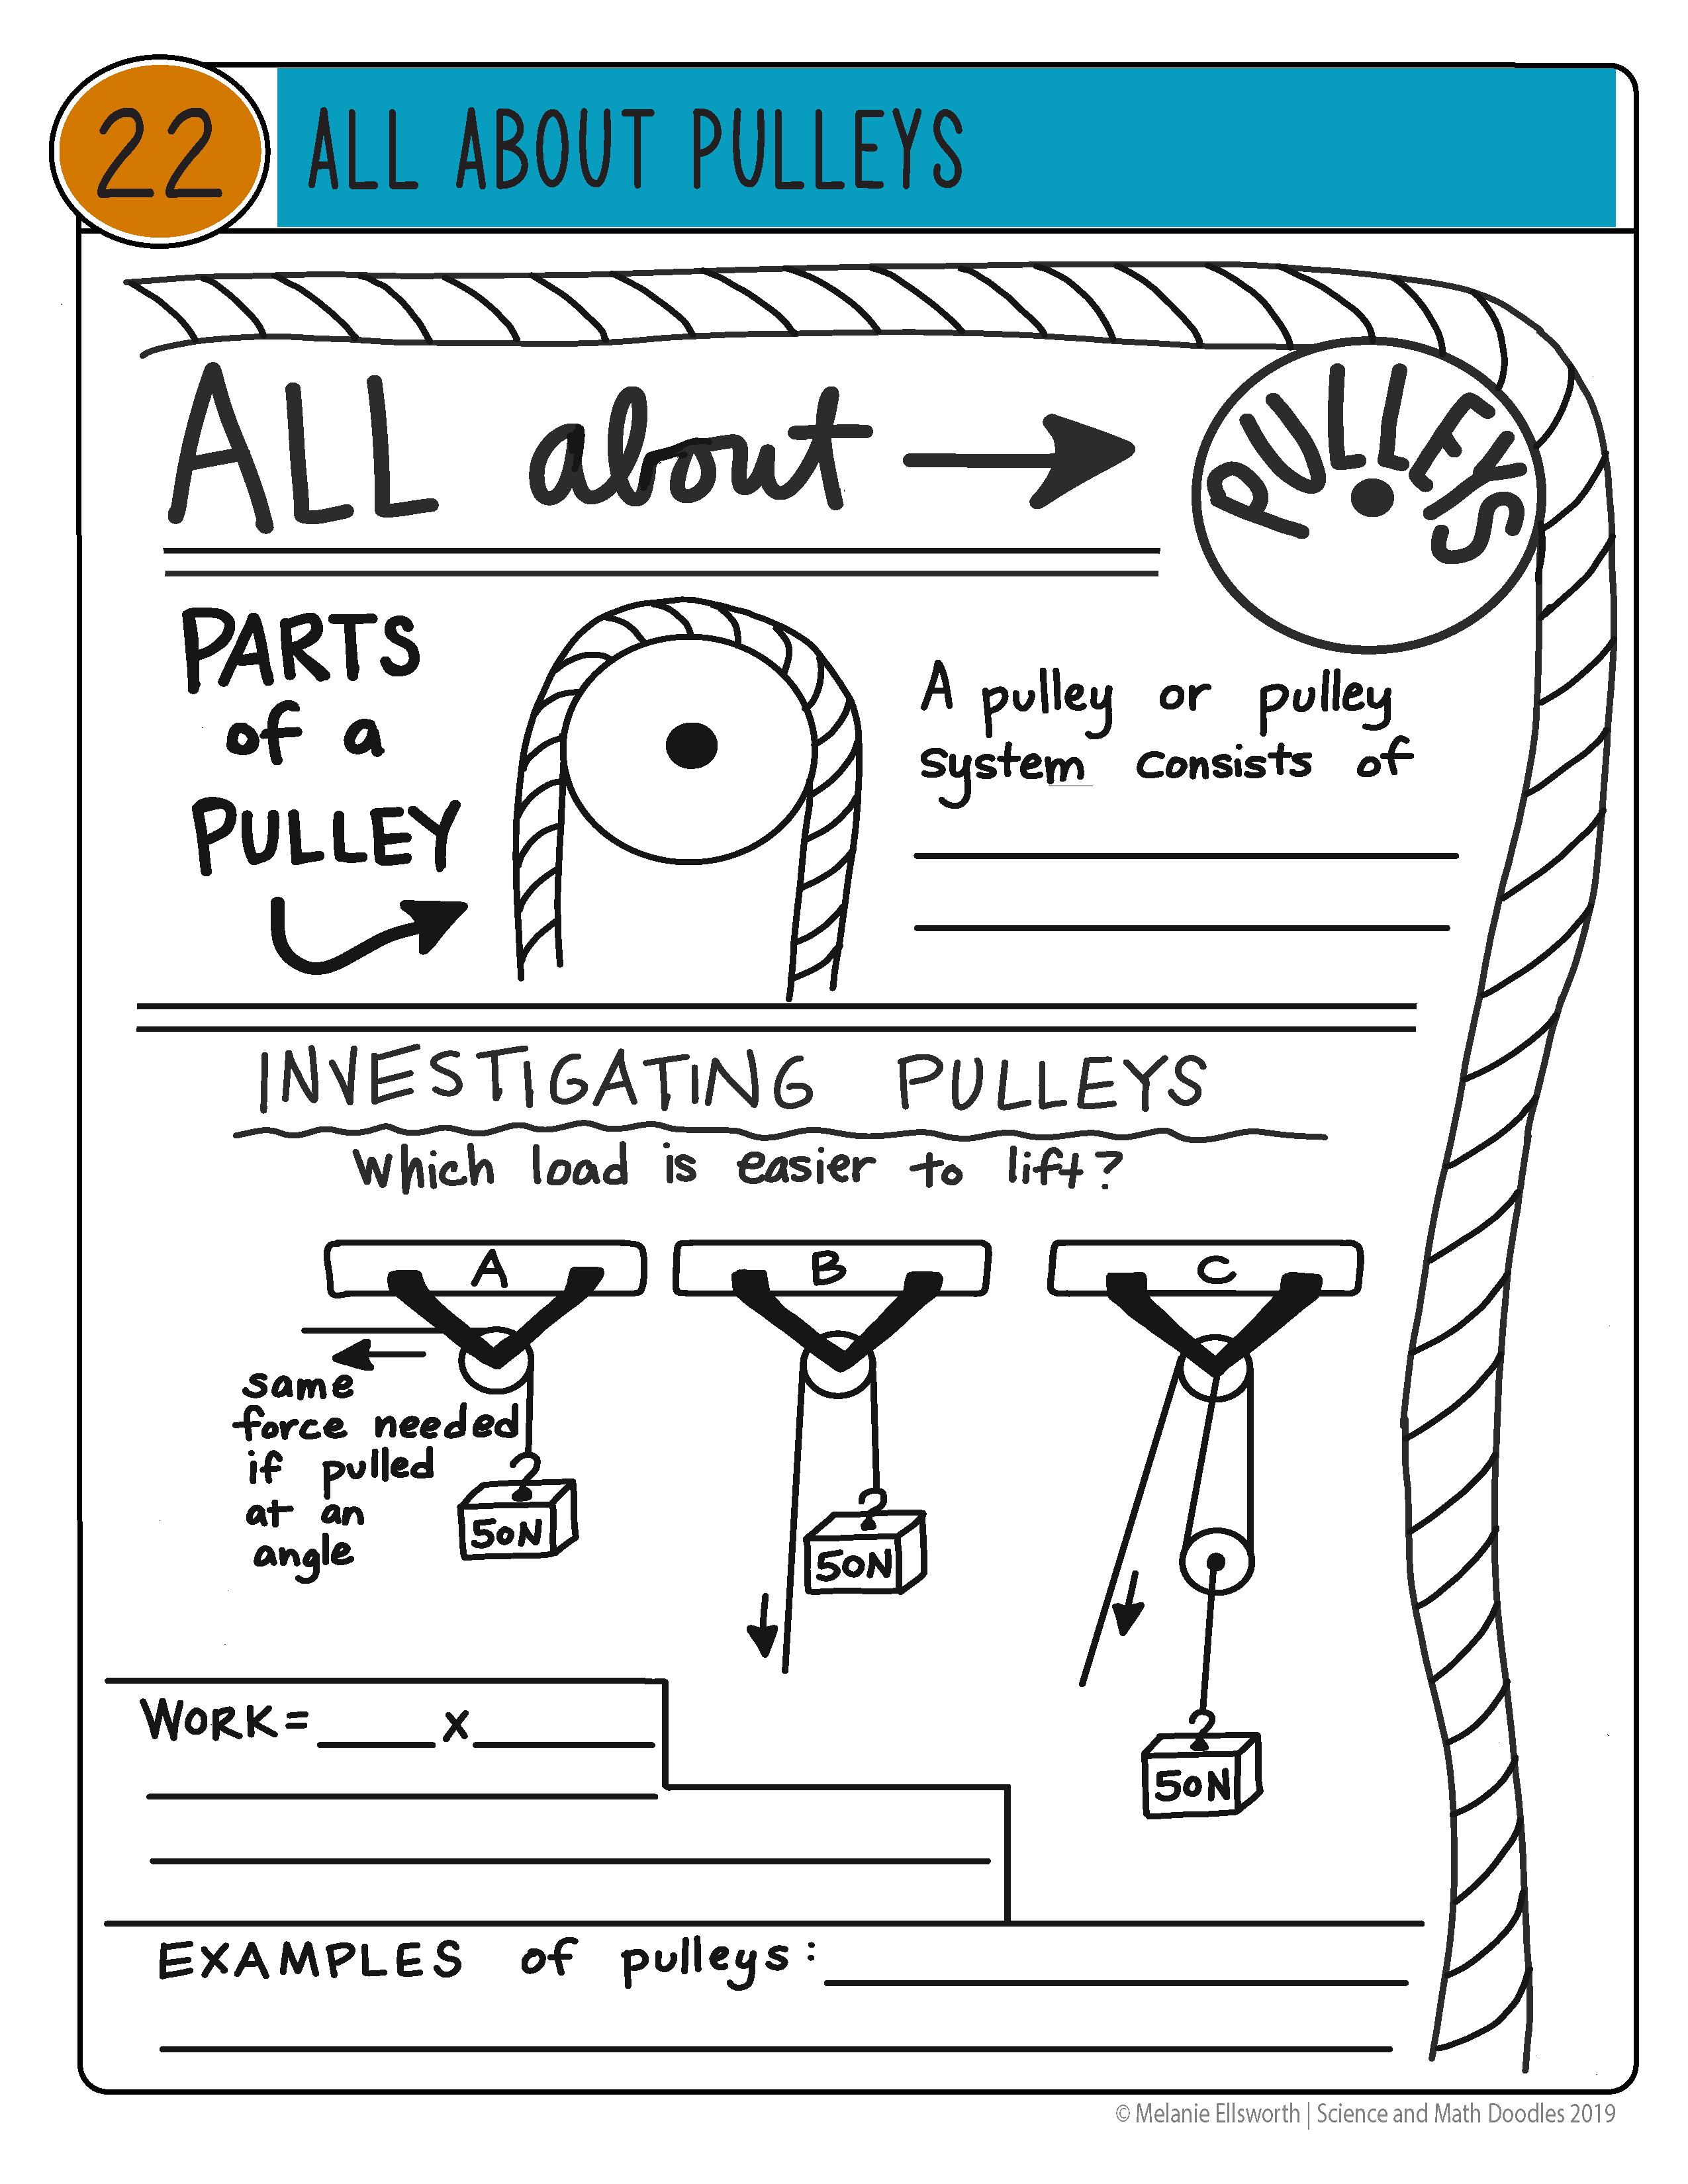 22
ALL ABOUT PULLEYS
ALL about
PULLEYS
PARTS
of a
PULLEY
A pulley or pulley
system consists of
INVESTIGATING PULLEYS
Which load is easier to lift?
A
B
C
same
force needed
if pulled
at an
angle
50N
50N
50N
WORK= ____ x ____
EXAMPLES of pulleys:
© Melanie Ellsworth | Science and Math Doodles 2019